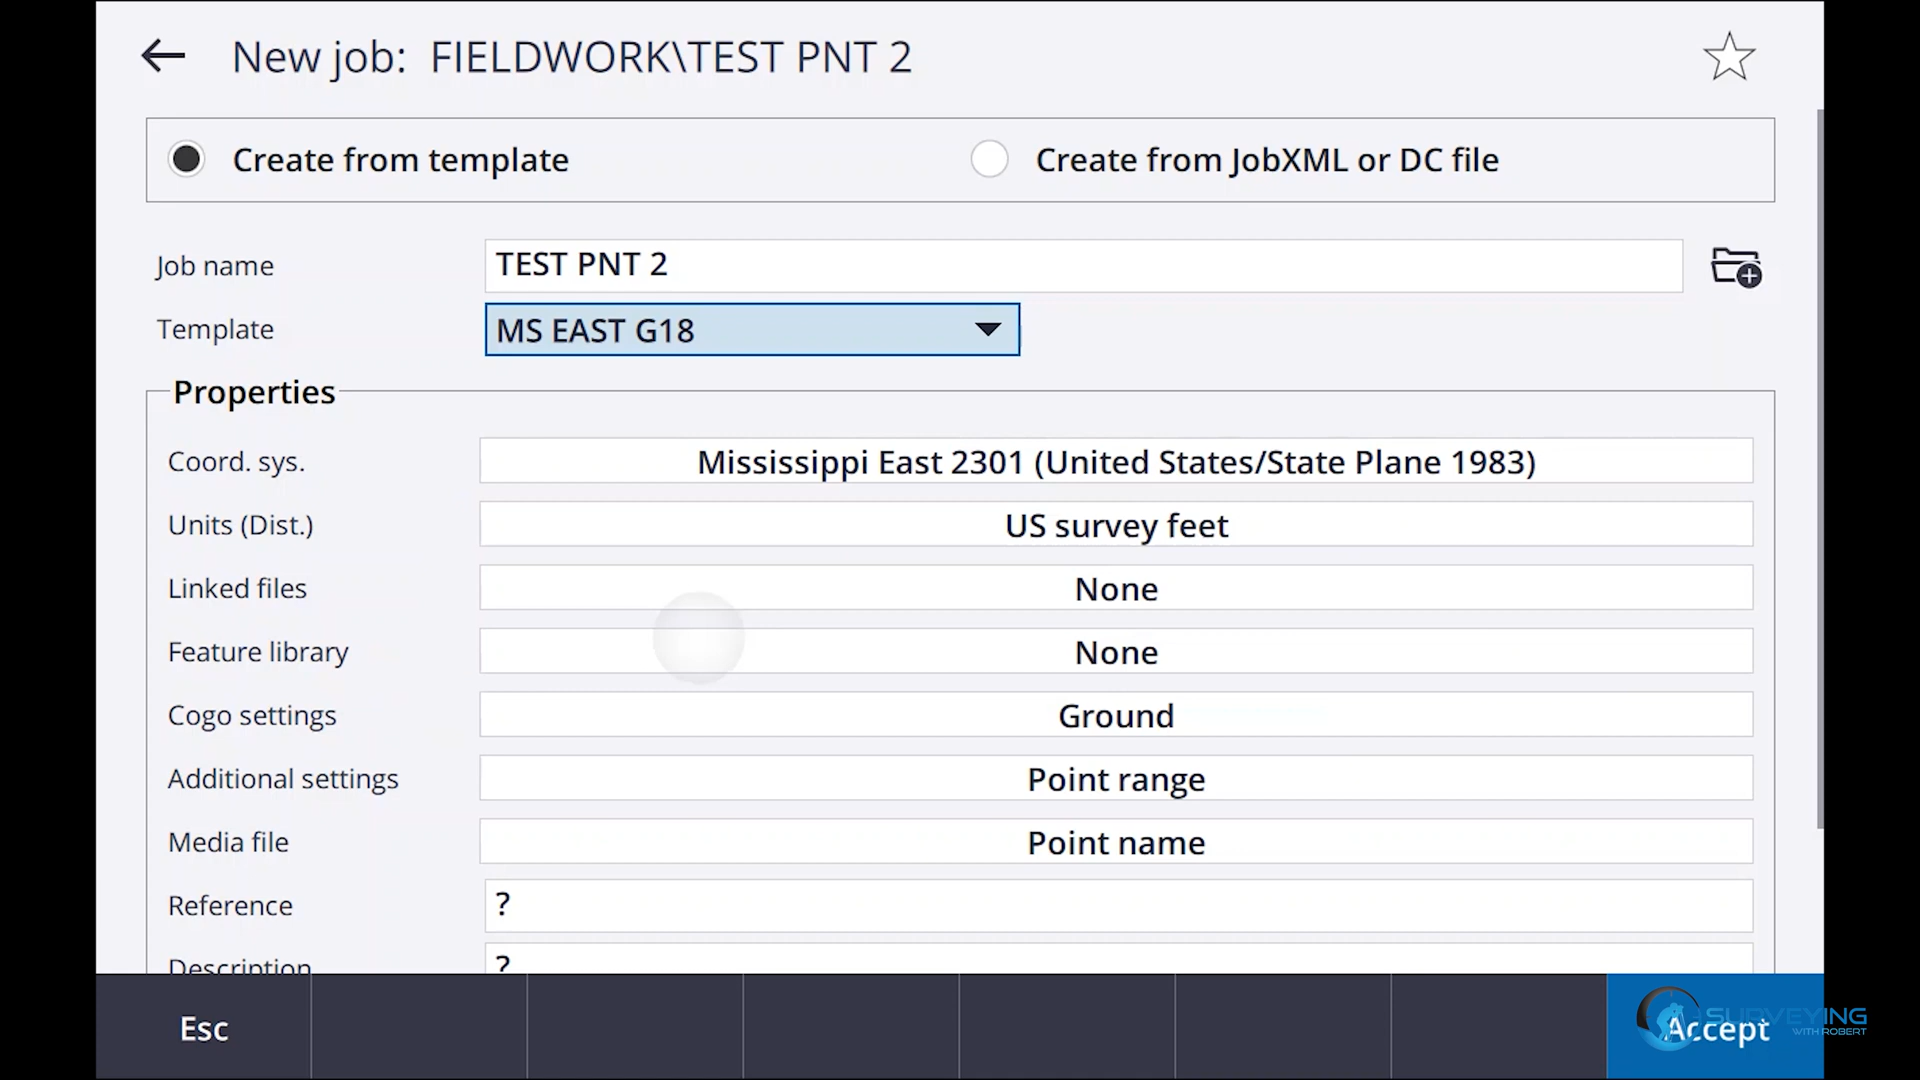 New job: FIELDWORK\TEST PNT 2
Create from template
Create from JobXML or DC file
Job name
TEST PNT 2
Template
MS EAST G18
Properties
Coord. sys.
Mississippi East 2301 (United States/State Plane 1983)
Units (Dist.)
US survey feet
Linked files
None
Feature library
None
Cogo settings
Ground
Additional settings
Point range
Media file
Point name
Reference
?
Description
?
Esc
Accept
SURVEYING
WITH ROBERT